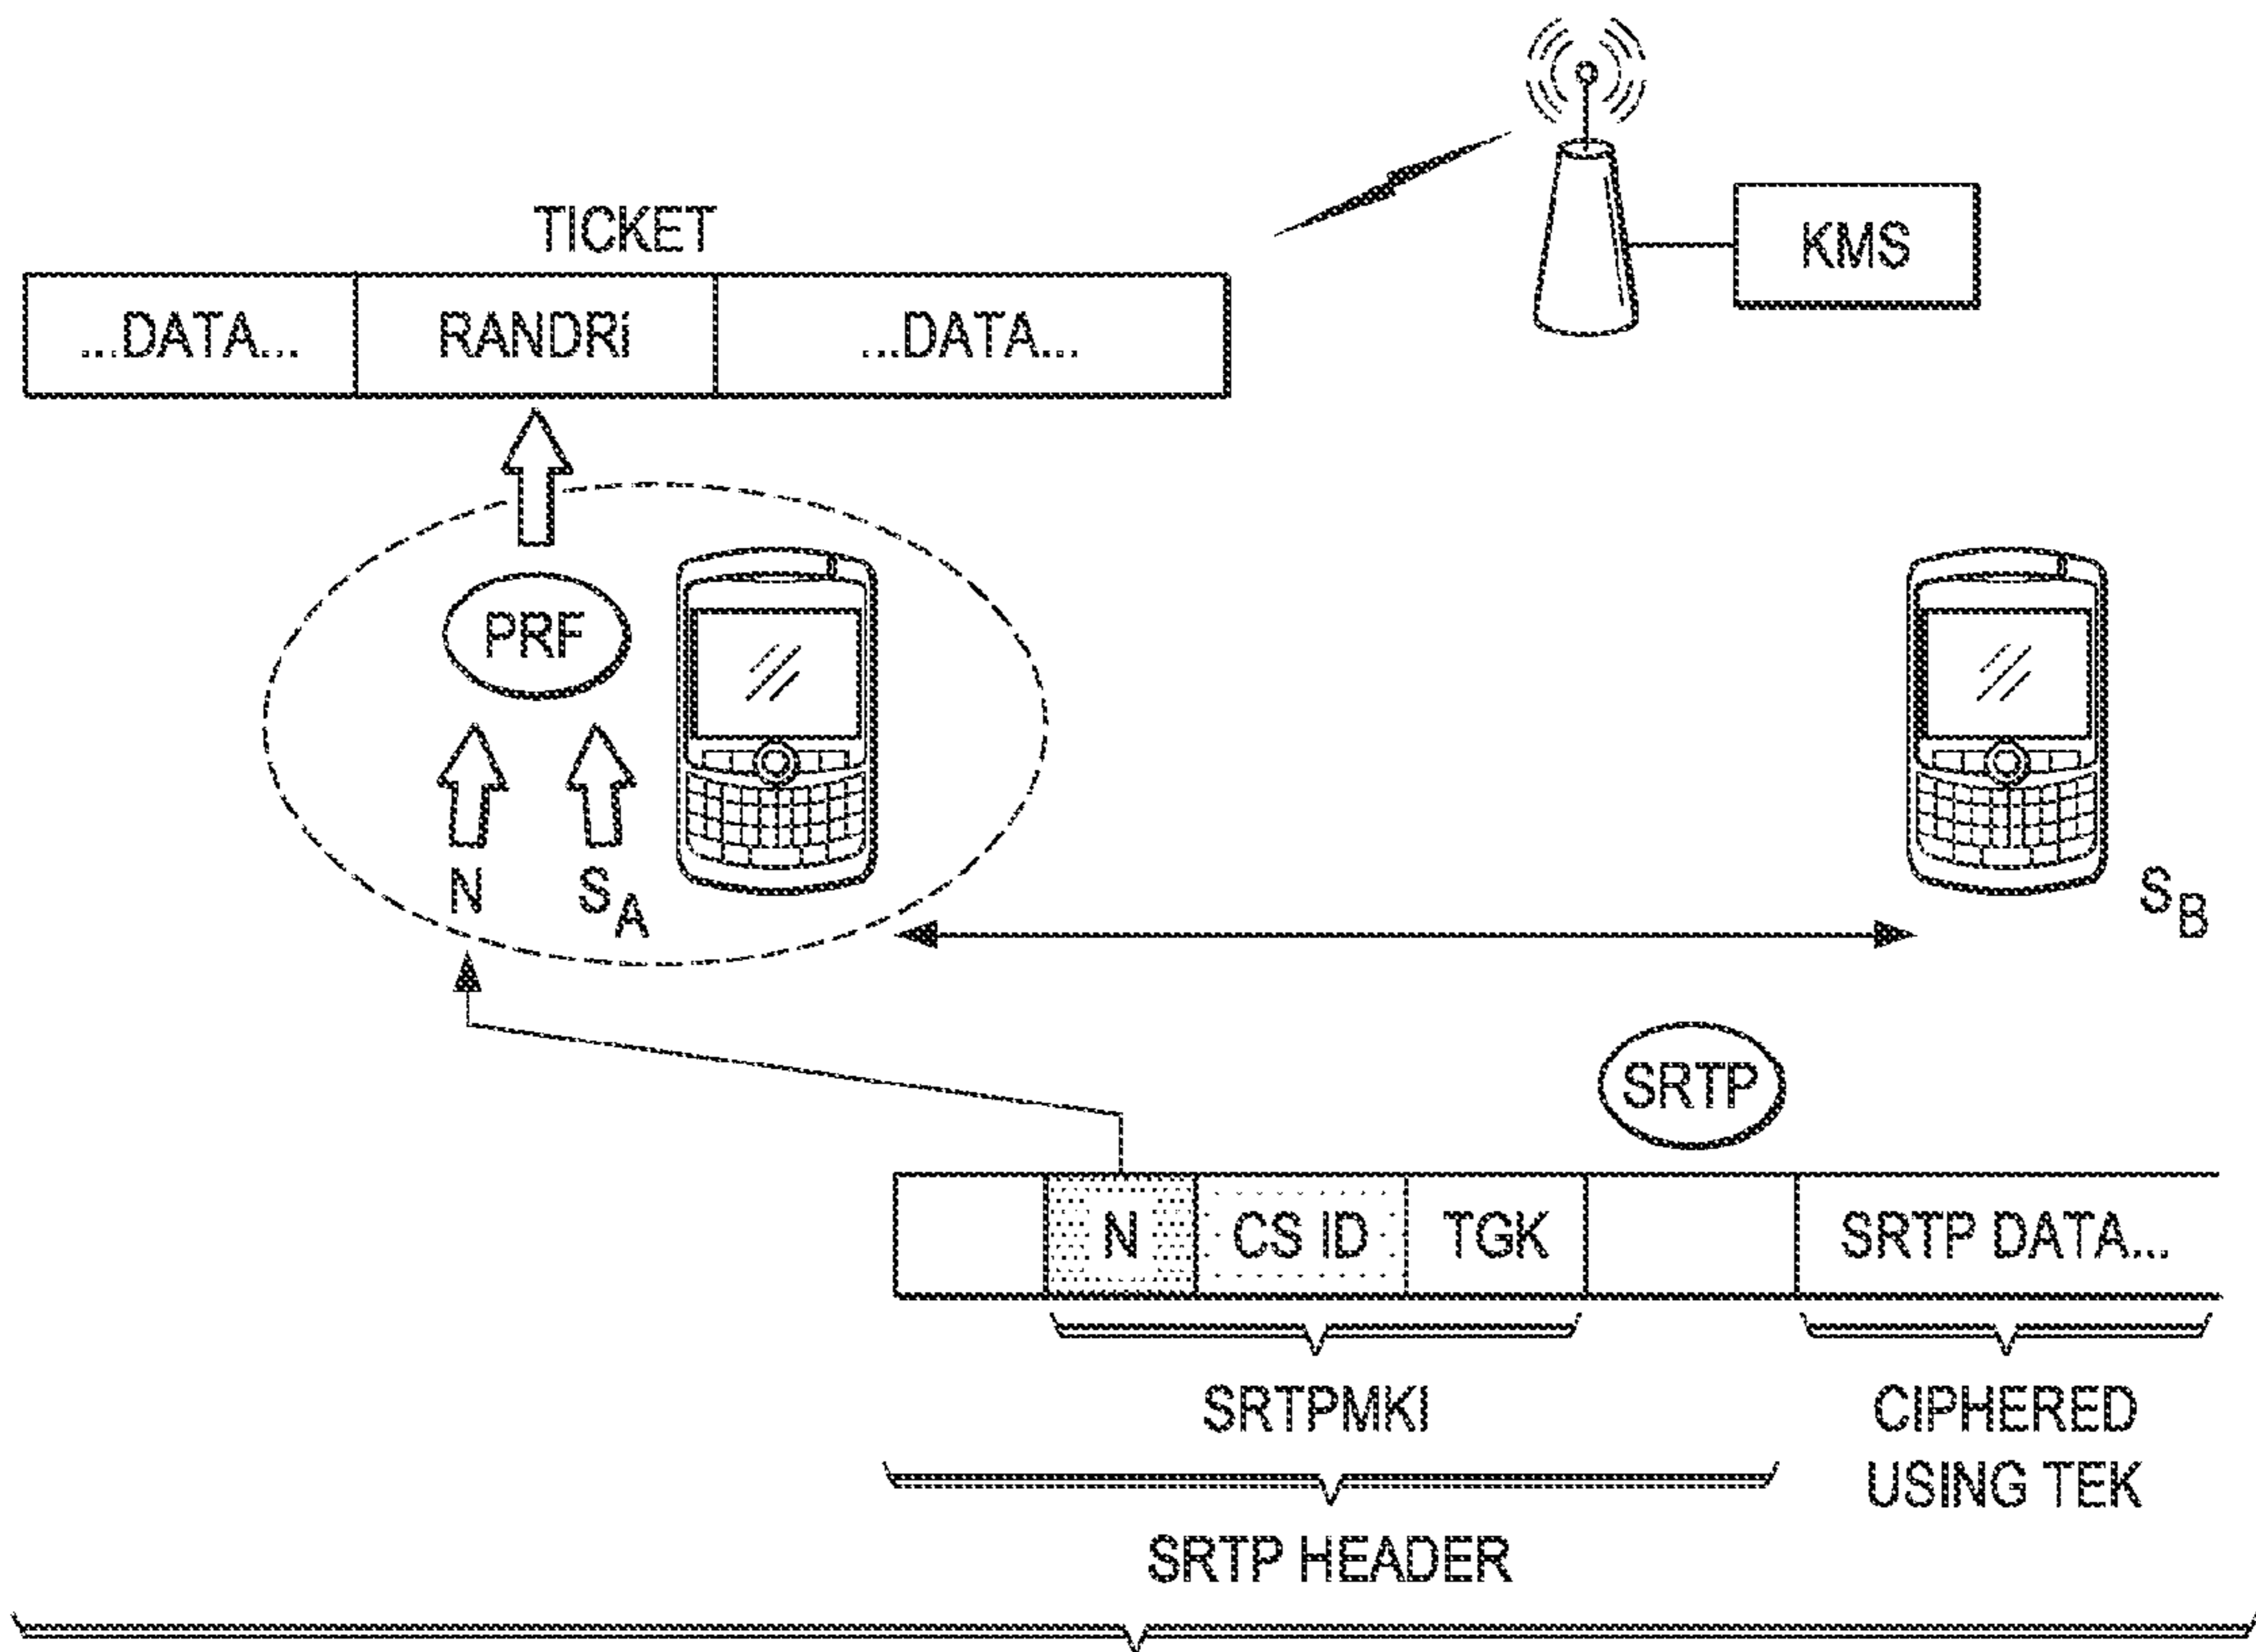 TICKET
...DATA... RANDRi ...DATA...
KMS
PRF
N SA
SB
SRTP
N CS ID TGK SRTP DATA...
SRTPMKI
CIPHERED
USING TEK
SRTP HEADER